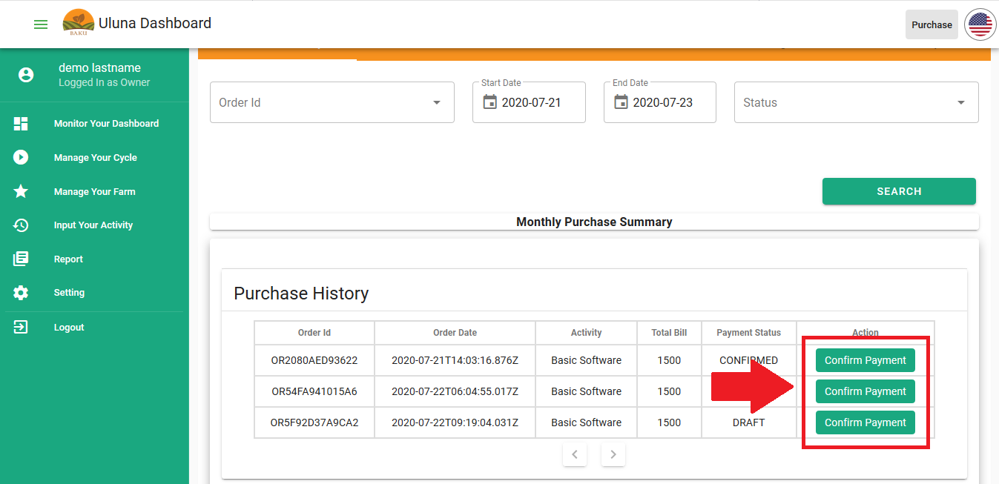 BAKU
Uluna Dashboard
Purchase
demo lastname
Logged In as Owner
Monitor Your Dashboard
Manage Your Cycle
Manage Your Farm
Input Your Activity
Report
Setting
Logout
Order Id
Start Date
2020-07-21
End Date
2020-07-23
Status
SEARCH
Monthly Purchase Summary
Purchase History
Order Id Order Date Activity Total Bill Payment Status Action
OR2080AED93622 2020-07-21T14:03:16.876Z Basic Software 1500 CONFIRMED Confirm Payment
OR54FA941015A6 2020-07-22T06:04:55.017Z Basic Software 1500 Confirm Payment
OR5F92D37A9CA2 2020-07-22T09:19:04.031Z Basic Software 1500 DRAFT Confirm Payment